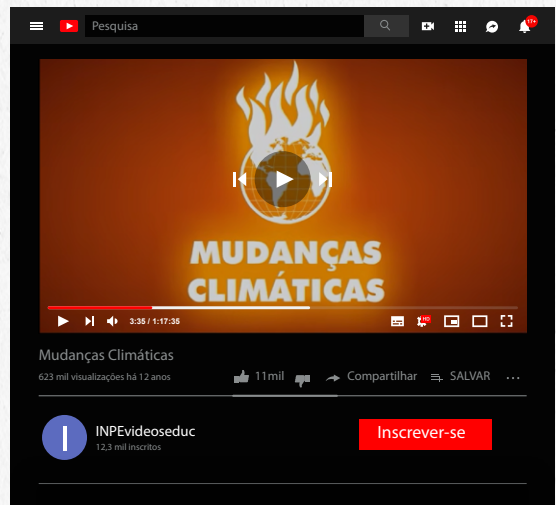 Pesquisa
17+
MUDANÇAS
CLIMÁTICAS
3:35 / 1:17:35
HD
Mudanças Climáticas
623 mil visualizações há 12 anos
11mil
Compartilhar
SALVAR
I
INPEvideoseduc
12,3 mil inscritos
Inscrever-se